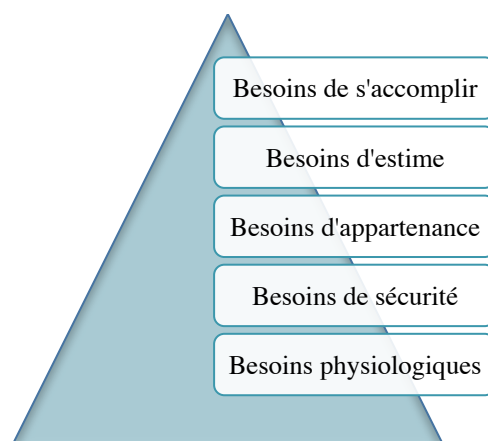 Besoins de s'accomplir
Besoins d'estime
Besoins d'appartenance
Besoins de sécurité
Besoins physiologiques